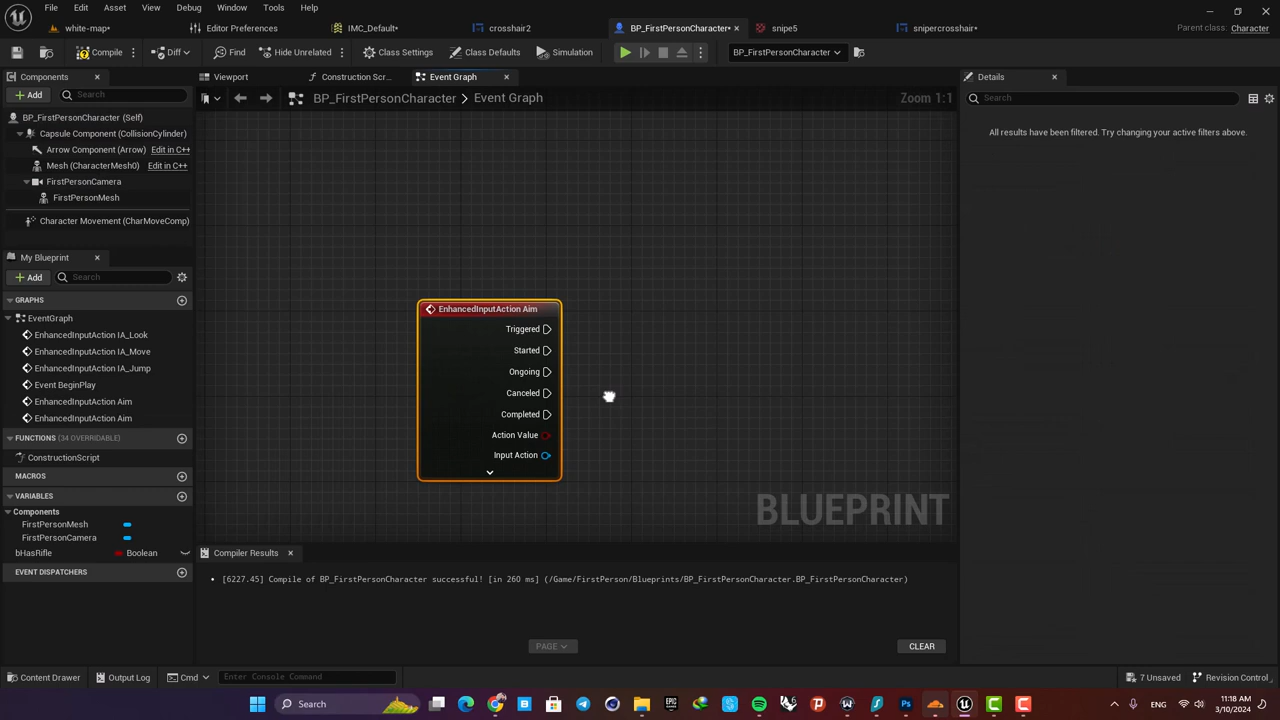 File Edit Asset View Debug Window Tools Help
white-map* Editor Preferences IMC_Default* crosshair2 BP_FirstPersonCharacter* snipe5 snipercrosshair* Parent class: Character
Compile Diff Find Hide Unrelated Class Settings Class Defaults Simulation BP_FirstPersonCharacter
Components Viewport Construction Scr... Event Graph Details
Add Search BP_FirstPersonCharacter > Event Graph Zoom 1:1 Search
BP_FirstPersonCharacter (Self)
Capsule Component (CollisionCylinder) All results have been filtered. Try changing your active filters above.
Arrow Component (Arrow) Edit in C++
Mesh (CharacterMesh0) Edit in C++
FirstPersonCamera
FirstPersonMesh
Character Movement (CharMoveComp)
My Blueprint
Add Search
GRAPHS
EventGraph
EnhancedInputAction IA_Look
EnhancedInputAction IA_Move
EnhancedInputAction IA_Jump
Event BeginPlay
EnhancedInputAction Aim
EnhancedInputAction Aim
FUNCTIONS (34 OVERRIDABLE)
ConstructionScript
MACROS
VARIABLES
Components
FirstPersonMesh
FirstPersonCamera
bHasRifle Boolean
EVENT DISPATCHERS
EnhancedInputAction Aim
Triggered
Started
Ongoing
Canceled
Completed
Action Value
Input Action
BLUEPRINT
Compiler Results
[6227.45] Compile of BP_FirstPersonCharacter successful! [in 260 ms] (/Game/FirstPerson/Blueprints/BP_FirstPersonCharacter.BP_FirstPersonCharacter)
PAGE CLEAR
Content Drawer Output Log Cmd Enter Console Command 7 Unsaved Revision Control
Search 11:18 AM
3/10/2024